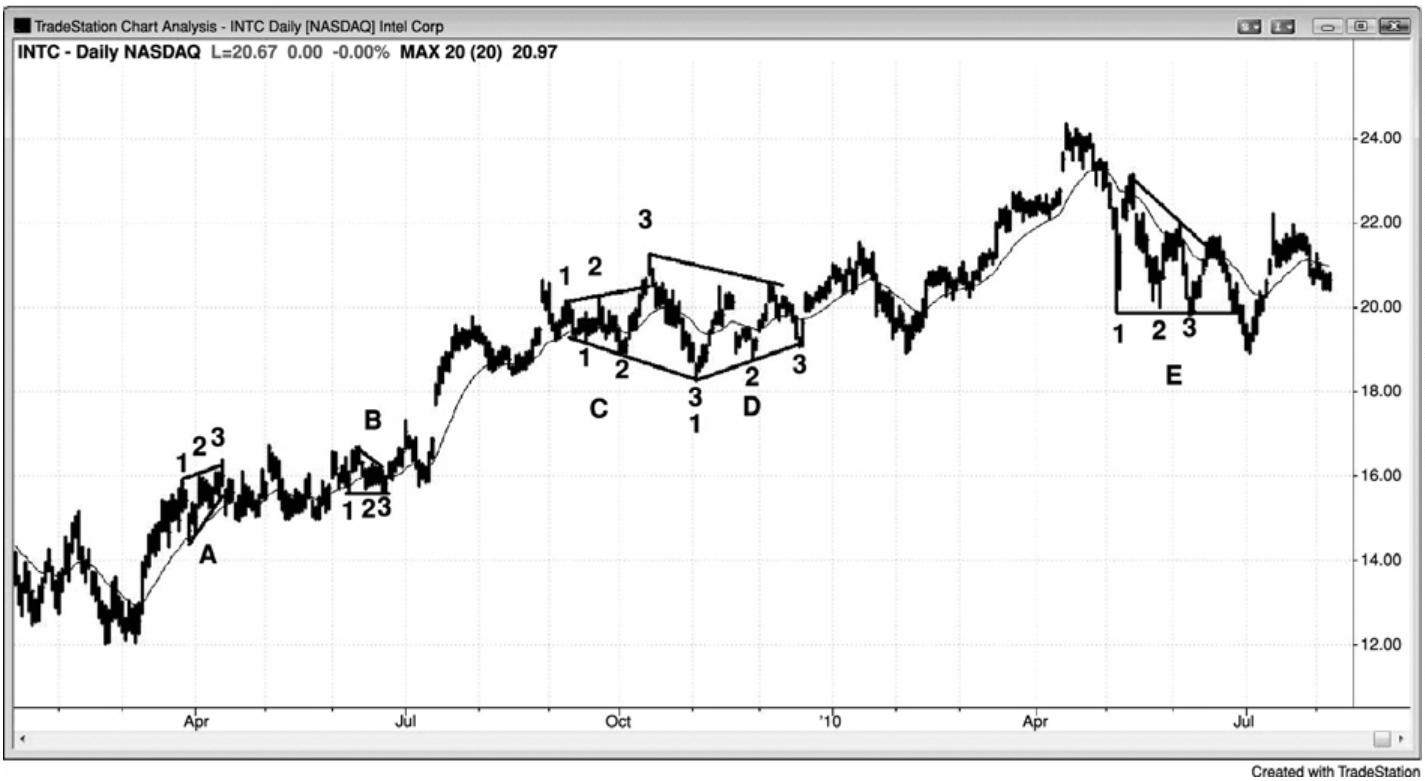 TradeStation Chart Analysis - INTC Daily [NASDAQ] Intel Corp
INTC - Daily NASDAQ L=20.67 0.00 -0.00% MAX 20 (20) 20.97
24.00
22.00
20.00
18.00
16.00
14.00
12.00
1 2 3
A
B
1 2 3
1 2 3
1 2 3
C
1 2 3
D
1 2 3
E
Apr
Jul
Oct
'10
Apr
Jul
Created with TradeStation